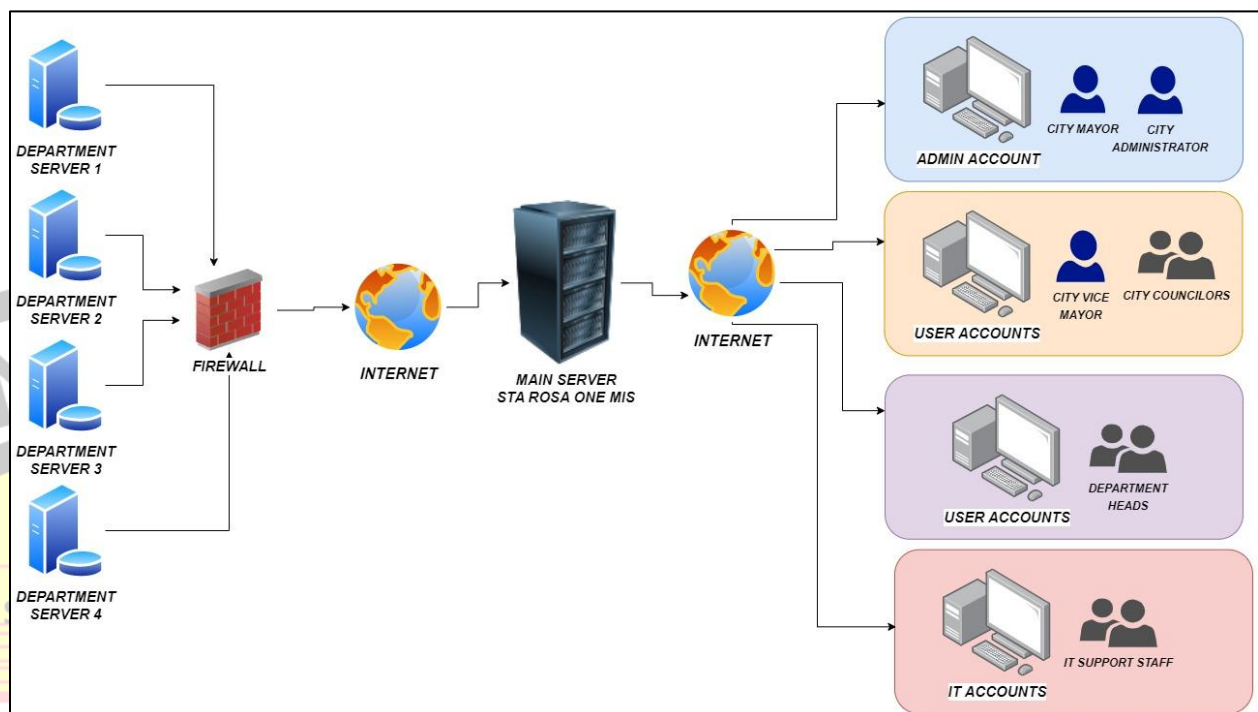 DEPARTMENT
SERVER 1
DEPARTMENT
SERVER 2
DEPARTMENT
SERVER 3
DEPARTMENT
SERVER 4
FIREWALL
INTERNET
MAIN SERVER
STA ROSA ONE MIS
INTERNET
ADMIN ACCOUNT
CITY MAYOR
CITY
ADMINISTRATOR
USER ACCOUNTS
CITY VICE
MAYOR
CITY COUNCILORS
USER ACCOUNTS
DEPARTMENT
HEADS
IT ACCOUNTS
IT SUPPORT STAFF